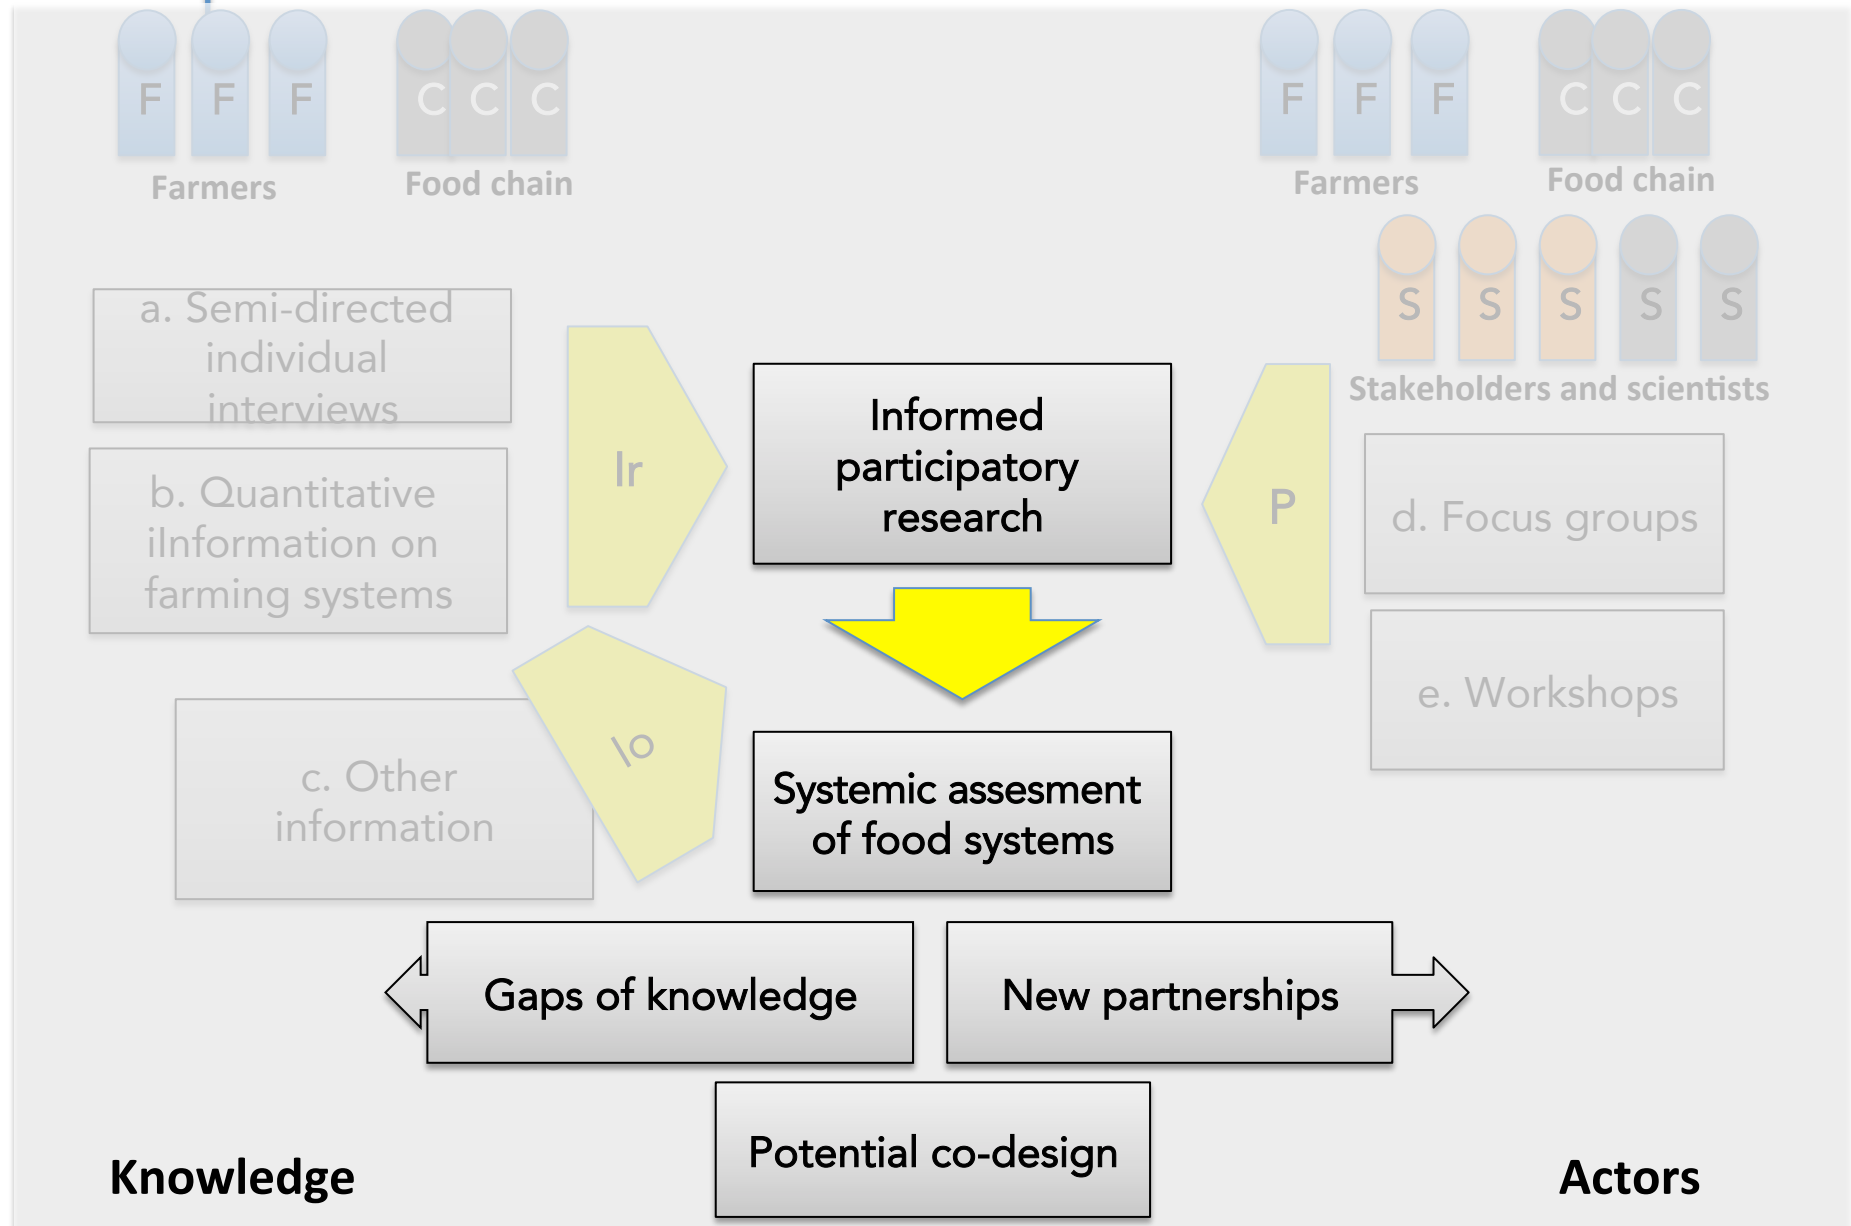 F F F
C C C
Farmers
Food chain
F F F
C C C
Farmers
Food chain
S S S S S
Stakeholders and scientists
a. Semi-directed
individual
interviews
b. Quantitative
iInformation on
farming systems
c. Other
information
Ir
Io
Informed
participatory
research
P
d. Focus groups
e. Workshops
Systemic assesment
of food systems
Gaps of knowledge
New partnerships
Potential co-design
Knowledge
Actors